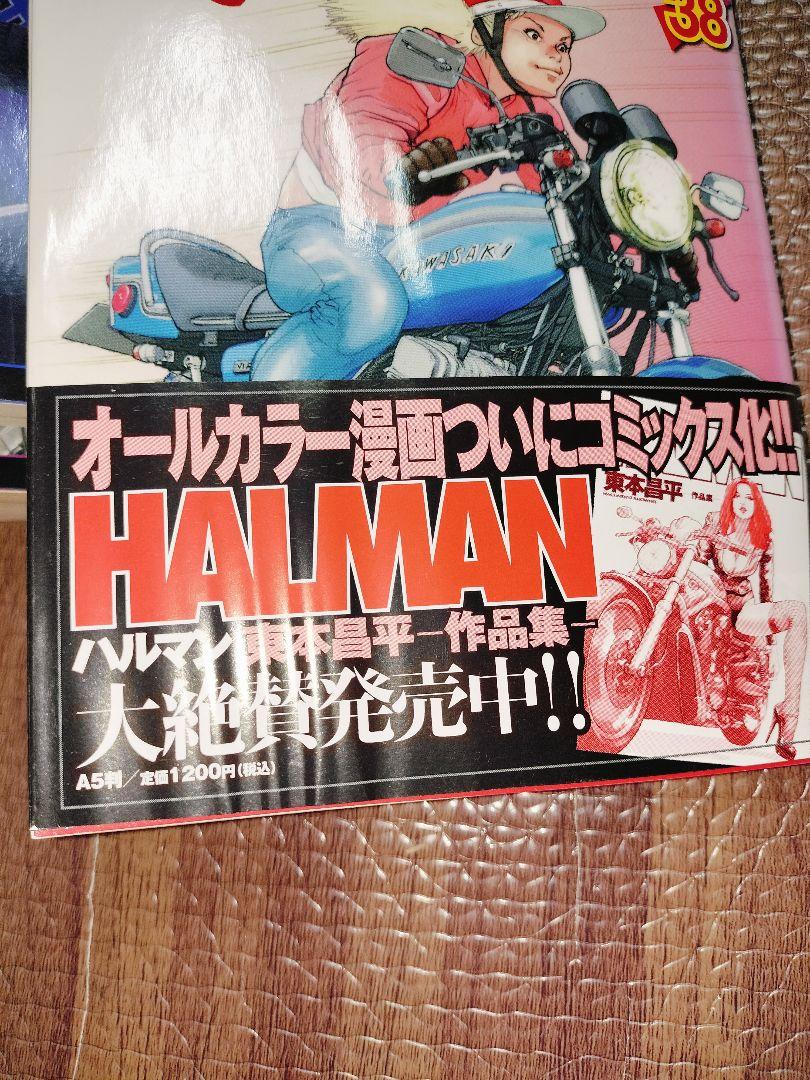 38
KAWASAKI
オールカラー漫画ついにコミックス化!!
HALMAN
東本昌平 作品集
ハルマン 東本昌平ー作品集ー
大絶賛発売中!!
A5判/定価1200円(税込)